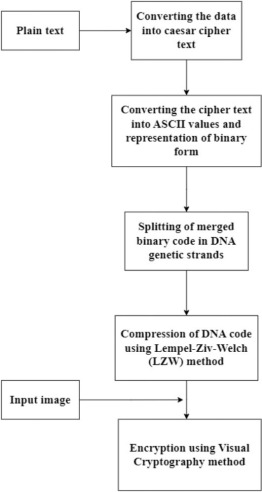 Plain text
Converting the data
into caesar cipher
text
Converting the cipher text
into ASCII values and
representation of binary
form
Splitting of merged
binary code in DNA
genetic strands
Compression of DNA code
using Lempel-Ziv-Welch
(LZW) method
Input image
Encryption using Visual
Cryptography method